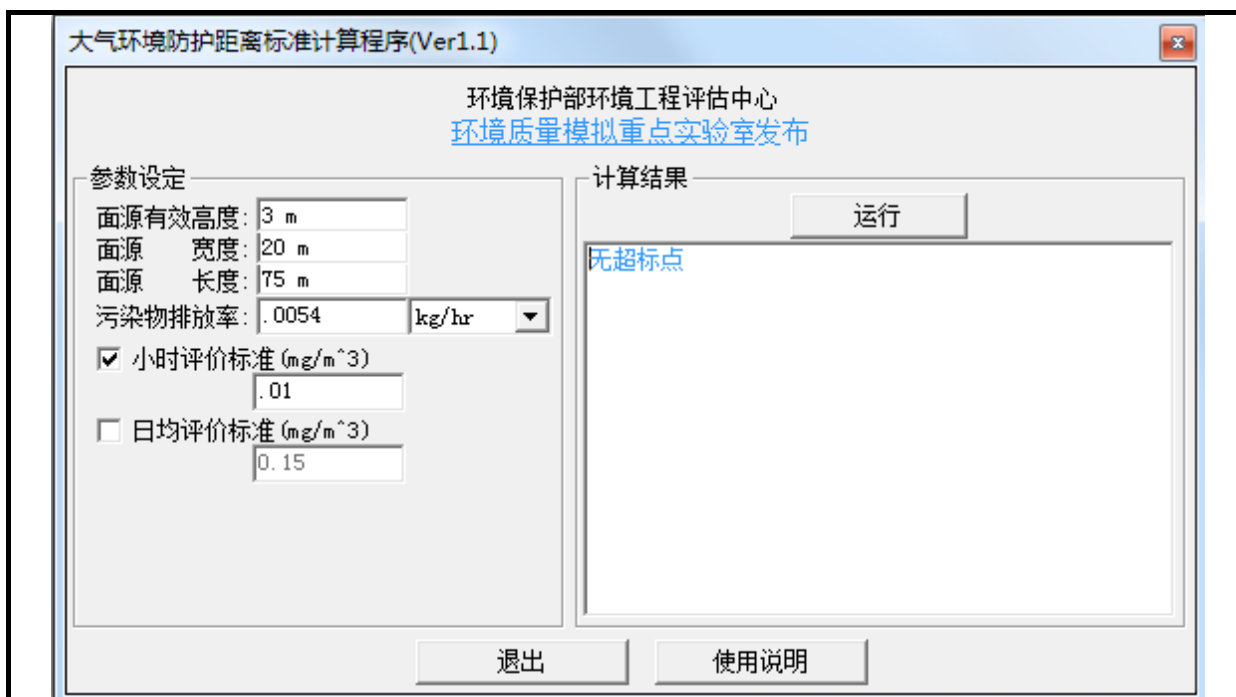 大气环境防护距离标准计算程序(Ver1.1)
环境保护部环境工程评估中心
环境质量模拟重点实验室发布
参数设定
面源有效高度: 3 m
面源 宽度: 20 m
面源 长度: 75 m
污染物排放率: .0054 kg/hr
小时评价标准(mg/m^3)
.01
日均评价标准(mg/m^3)
0.15
计算结果
运行
无超标点
退出 使用说明